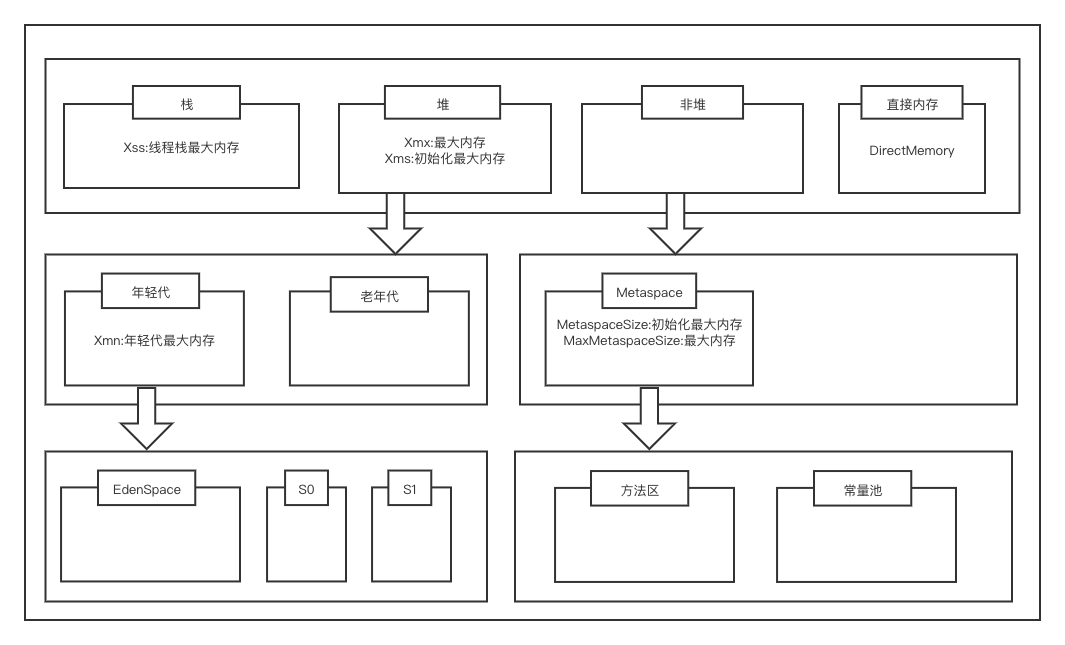 栈
堆
非堆
直接内存
Xss:线程栈最大内存
Xmx:最大内存
Xms:初始化最大内存
DirectMemory
年轻代
老年代
Metaspace
Xmn:年轻代最大内存
MetaspaceSize:初始化最大内存
MaxMetaspaceSize:最大内存
EdenSpace
S0
S1
方法区
常量池